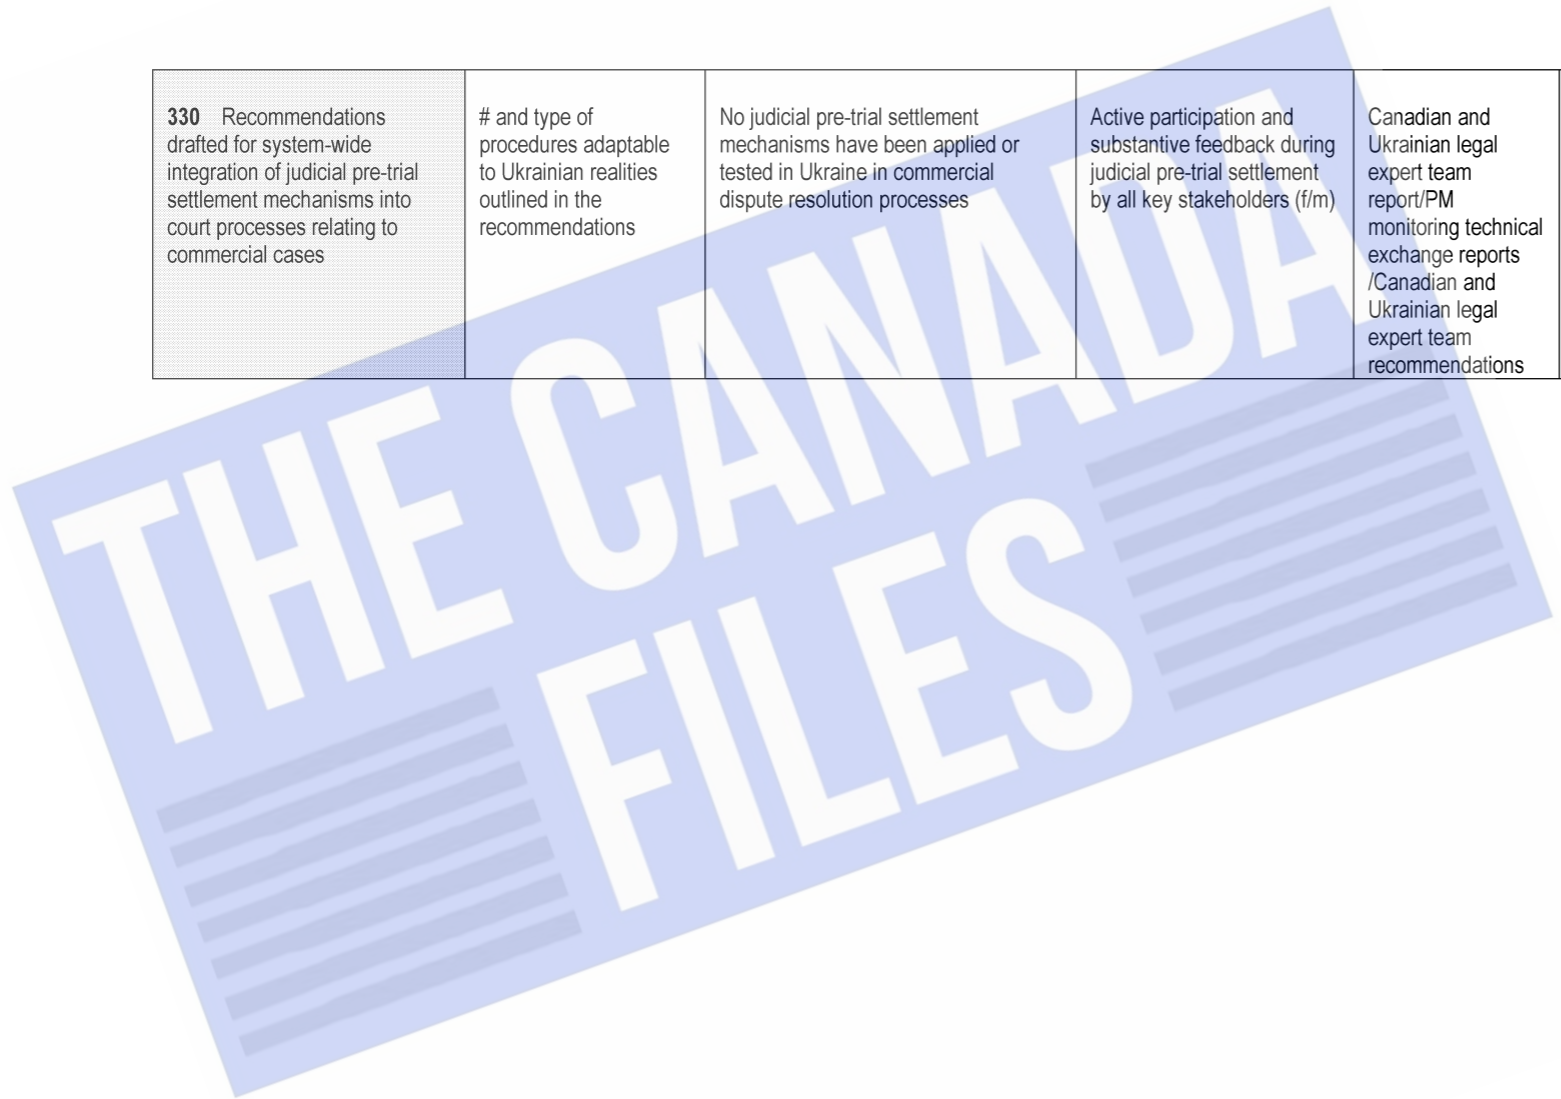 330 Recommendations
drafted for system-wide
integration of judicial pre-trial
settlement mechanisms into
court processes relating to
commercial cases
# and type of
procedures adaptable
to Ukrainian realities
outlined in the
recommendations
No judicial pre-trial settlement
mechanisms have been applied or
tested in Ukraine in commercial
dispute resolution processes
Active participation and
substantive feedback during
judicial pre-trial settlement
by all key stakeholders (f/m)
Canadian and
Ukrainian legal
expert team
report/PM
monitoring technical
exchange reports
/Canadian and
Ukrainian legal
expert team
recommendations
THE CANADA
FILES